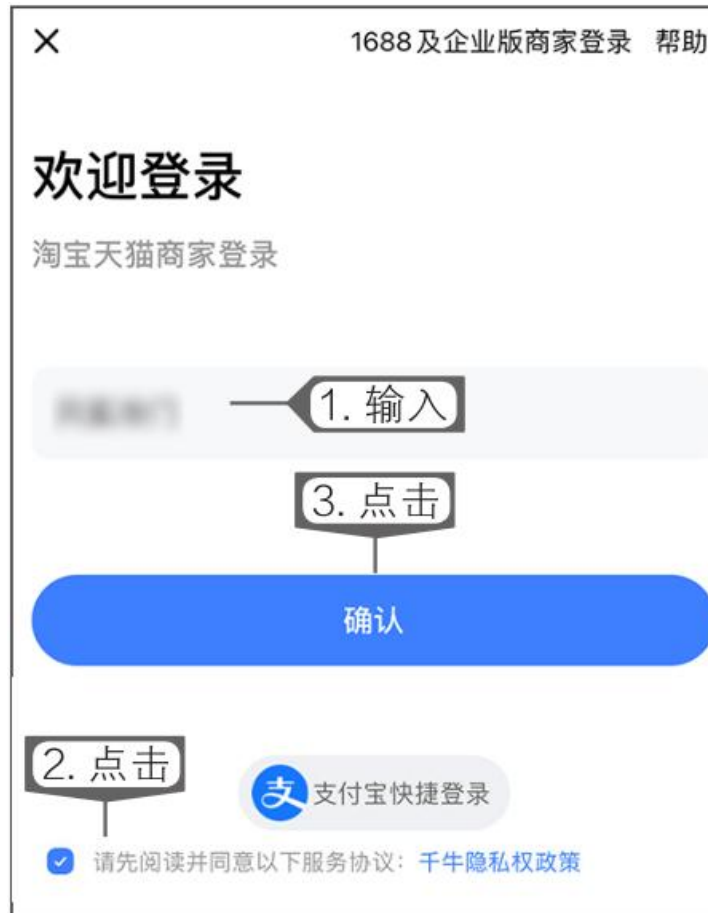 1688及企业版商家登录 帮助
欢迎登录
淘宝天猫商家登录
1. 输入
3. 点击
确认
2. 点击
支付宝快捷登录
请先阅读并同意以下服务协议：千牛隐私权政策